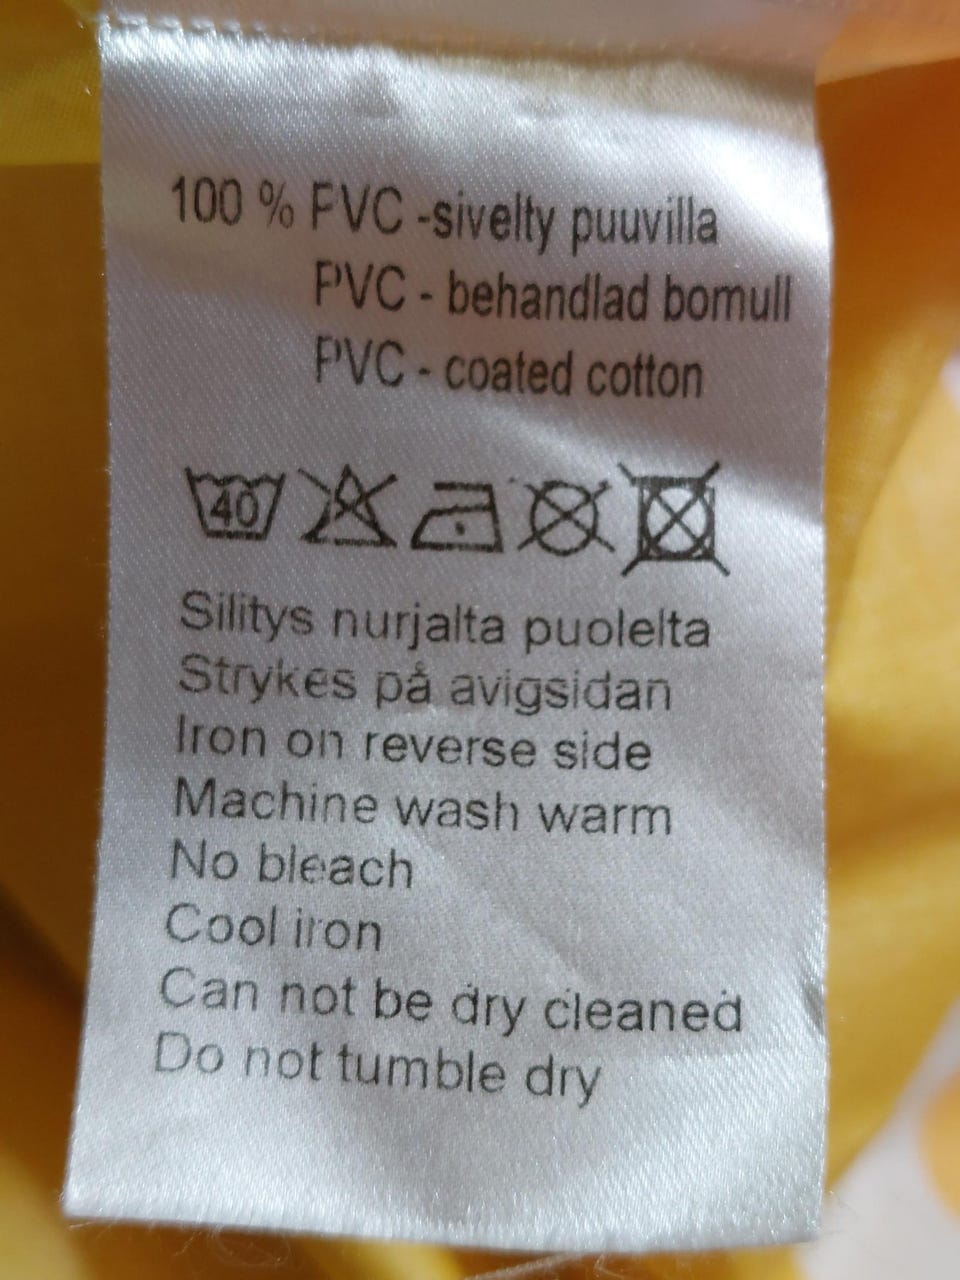 100 % PVC -sivelty puuvilla
PVC - behandlad bomull
PVC - coated cotton
40
Silitys nurjalta puolelta
Strykes på avigsidan
Iron on reverse side
Machine wash warm
No bleach
Cool iron
Can not be dry cleaned
Do not tumble dry